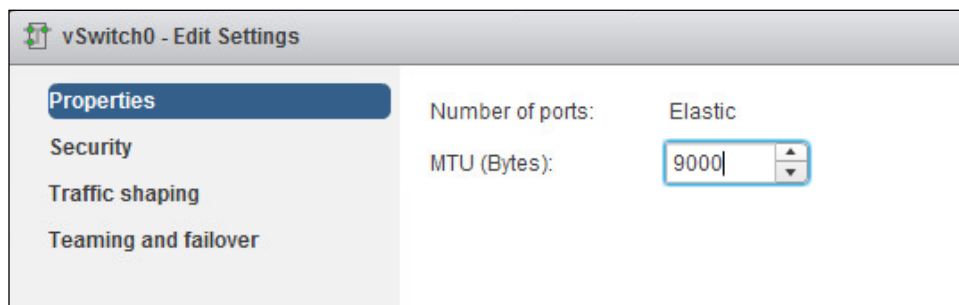 vSwitch0 - Edit Settings
Properties
Security
Traffic shaping
Teaming and failover
Number of ports: Elastic
MTU (Bytes): 9000